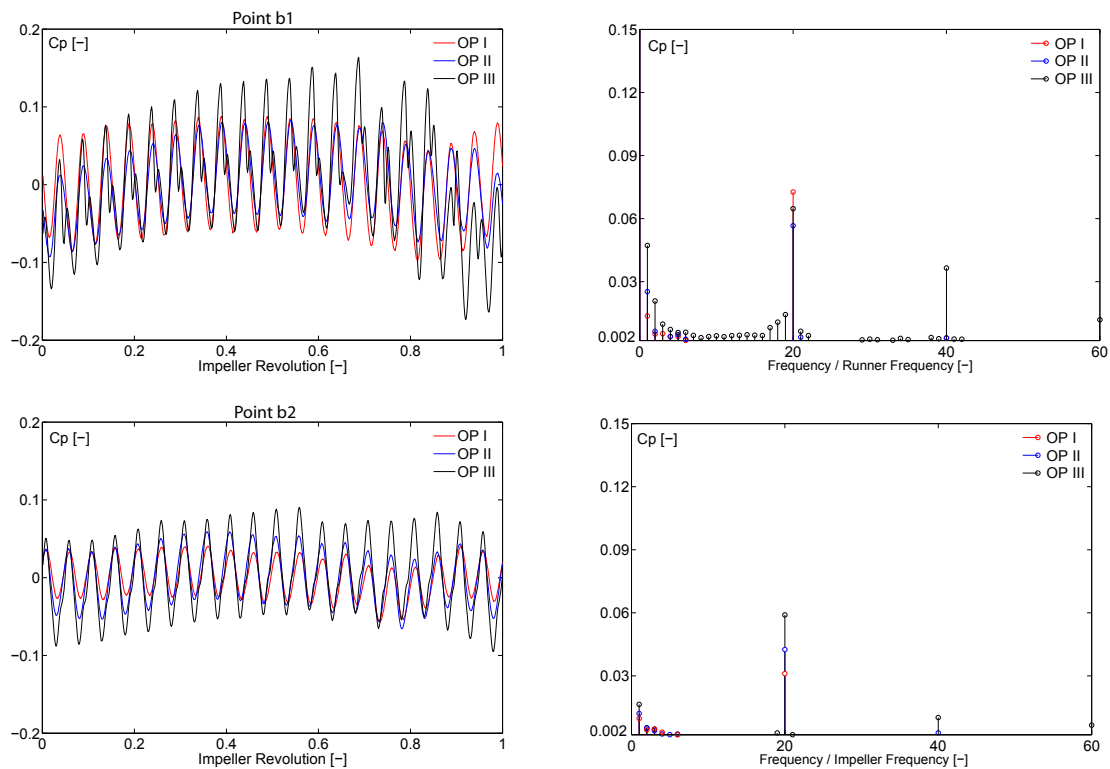 Point b1
0.2
0.1
0
−0.1
−0.2
Cp [−]
OP I
OP II
OP III
0
0.2
0.4
0.6
0.8
1
Impeller Revolution [−]
0.15
0.12
0.09
0.06
0.03
0.002
Cp [−]
OP I
OP II
OP III
0
20
40
60
Frequency / Runner Frequency [−]
Point b2
0.2
0.1
0
−0.1
−0.2
Cp [−]
OP I
OP II
OP III
0
0.2
0.4
0.6
0.8
1
Impeller Revolution [−]
0.15
0.12
0.09
0.06
0.03
0.002
Cp [−]
OP I
OP II
OP III
0
20
40
60
Frequency / Impeller Frequency [−]